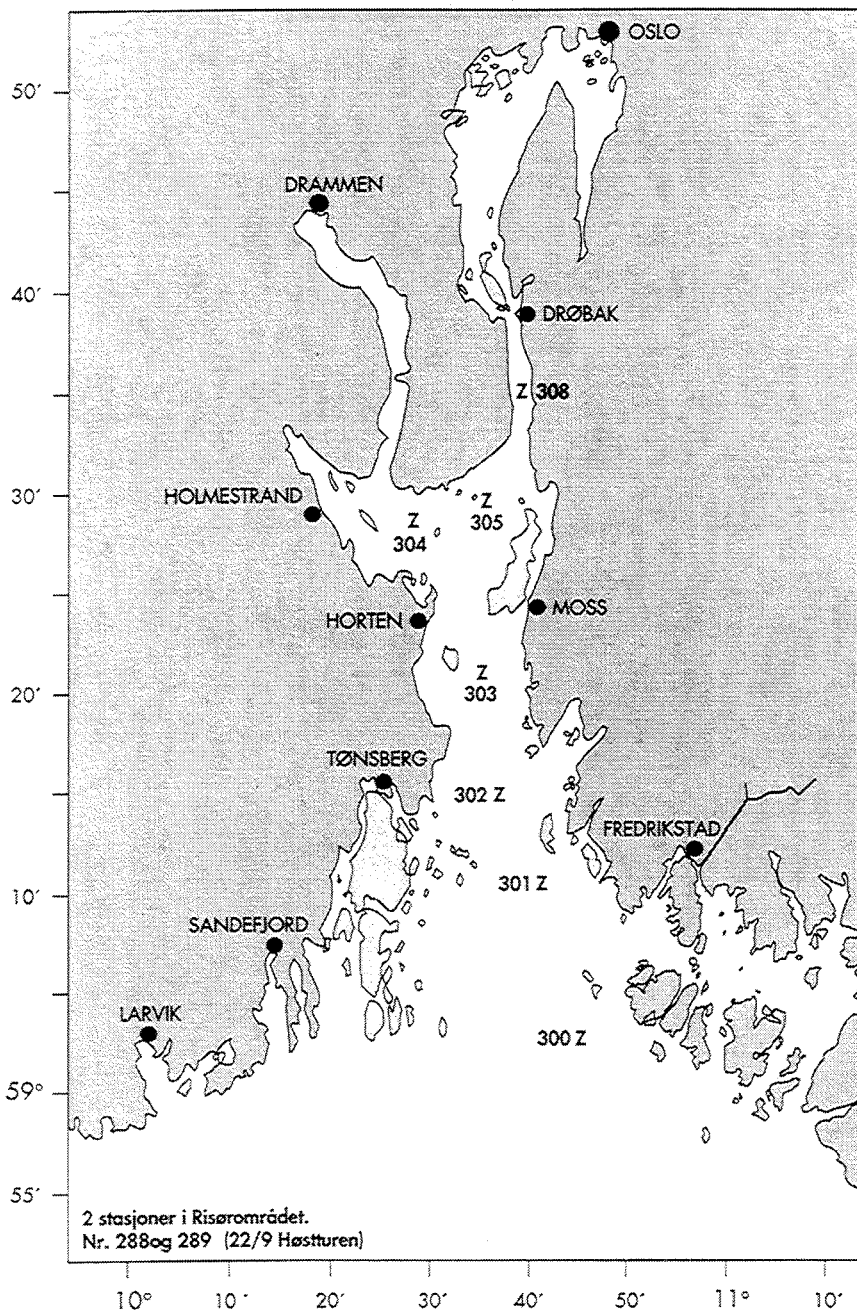 OSLO
50′
DRAMMEN
40′
DRØBAK
Z 308
30′
HOLMESTRAND
Z
305
Z
304
HORTEN
MOSS
Z
303
20′
TØNSBERG
302 Z
FREDRIKSTAD
301 Z
10′
SANDEFJORD
LARVIK
300 Z
59°
55′
2 stasjoner i Risørområdet.
Nr. 288og 289 (22/9 Høstturen)
10° 10′ 20′ 30′ 40′ 50′ 11° 10′